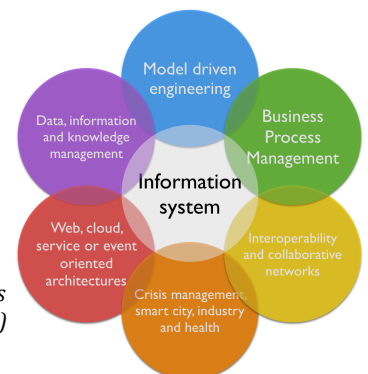 Model driven
engineering
Business
Process
Management
Interoperability
and collaborative
networks
Crisis management,
smart city, industry
and health
Web, cloud,
service or event
oriented
architectures
Data, information
and knowledge
management
Information
system
s
)